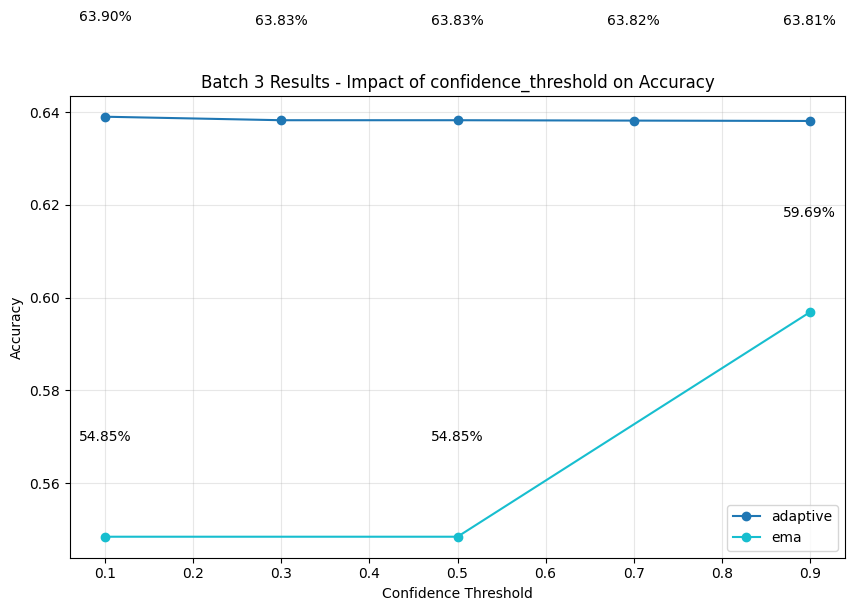 63.90% 63.83% 63.83% 63.82% 63.81%
Batch 3 Results - Impact of confidence_threshold on Accuracy
0.64
0.62
59.69%
0.60
Accuracy
0.58
54.85% 54.85%
0.56
adaptive
ema
0.1 0.2 0.3 0.4 0.5 0.6 0.7 0.8 0.9
Confidence Threshold